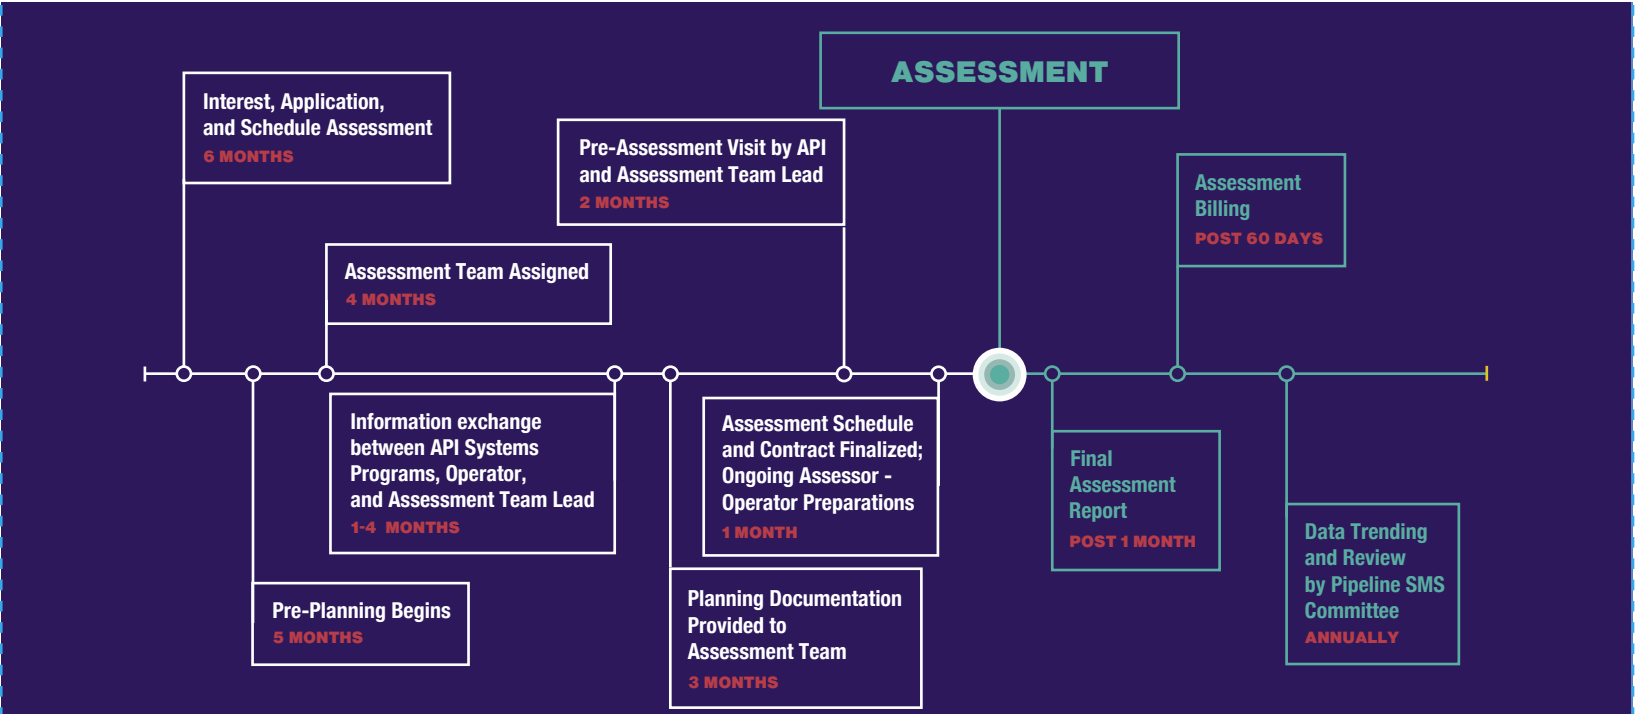 ASSESSMENT
Interest, Application,
and Schedule Assessment
6 MONTHS
Pre-Assessment Visit by API
and Assessment Team Lead
2 MONTHS
Assessment
Billing
POST 60 DAYS
Assessment Team Assigned
4 MONTHS
Information exchange
between API Systems
Programs, Operator,
and Assessment Team Lead
1-4 MONTHS
Assessment Schedule
and Contract Finalized;
Ongoing Assessor -
Operator Preparations
1 MONTH
Final
Assessment
Report
POST 1 MONTH
Data Trending
and Review
by Pipeline SMS
Committee
ANNUALLY
Pre-Planning Begins
5 MONTHS
Planning Documentation
Provided to
Assessment Team
3 MONTHS